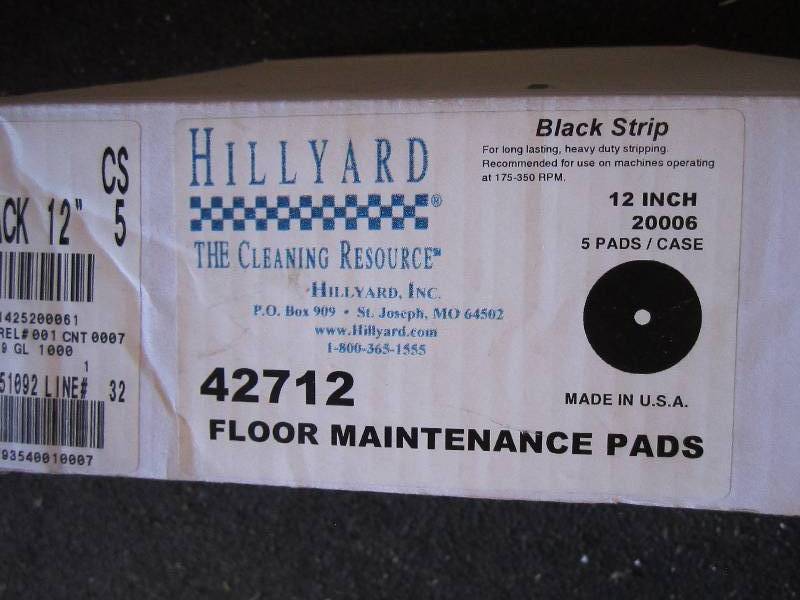 CS
ACK 12" 5
1425200061
REL# 001 CNT 0007
9 GL 1000
1
51092 LINE# 32
93540010007
HILLYARD®
THE CLEANING RESOURCE℠
HILLYARD, INC.
P.O. Box 909 • St. Joseph, MO 64502
www.Hillyard.com
1-800-365-1555
42712
FLOOR MAINTENANCE PADS
Black Strip
For long lasting, heavy duty stripping.
Recommended for use on machines operating
at 175-350 RPM.
12 INCH
20006
5 PADS / CASE
MADE IN U.S.A.